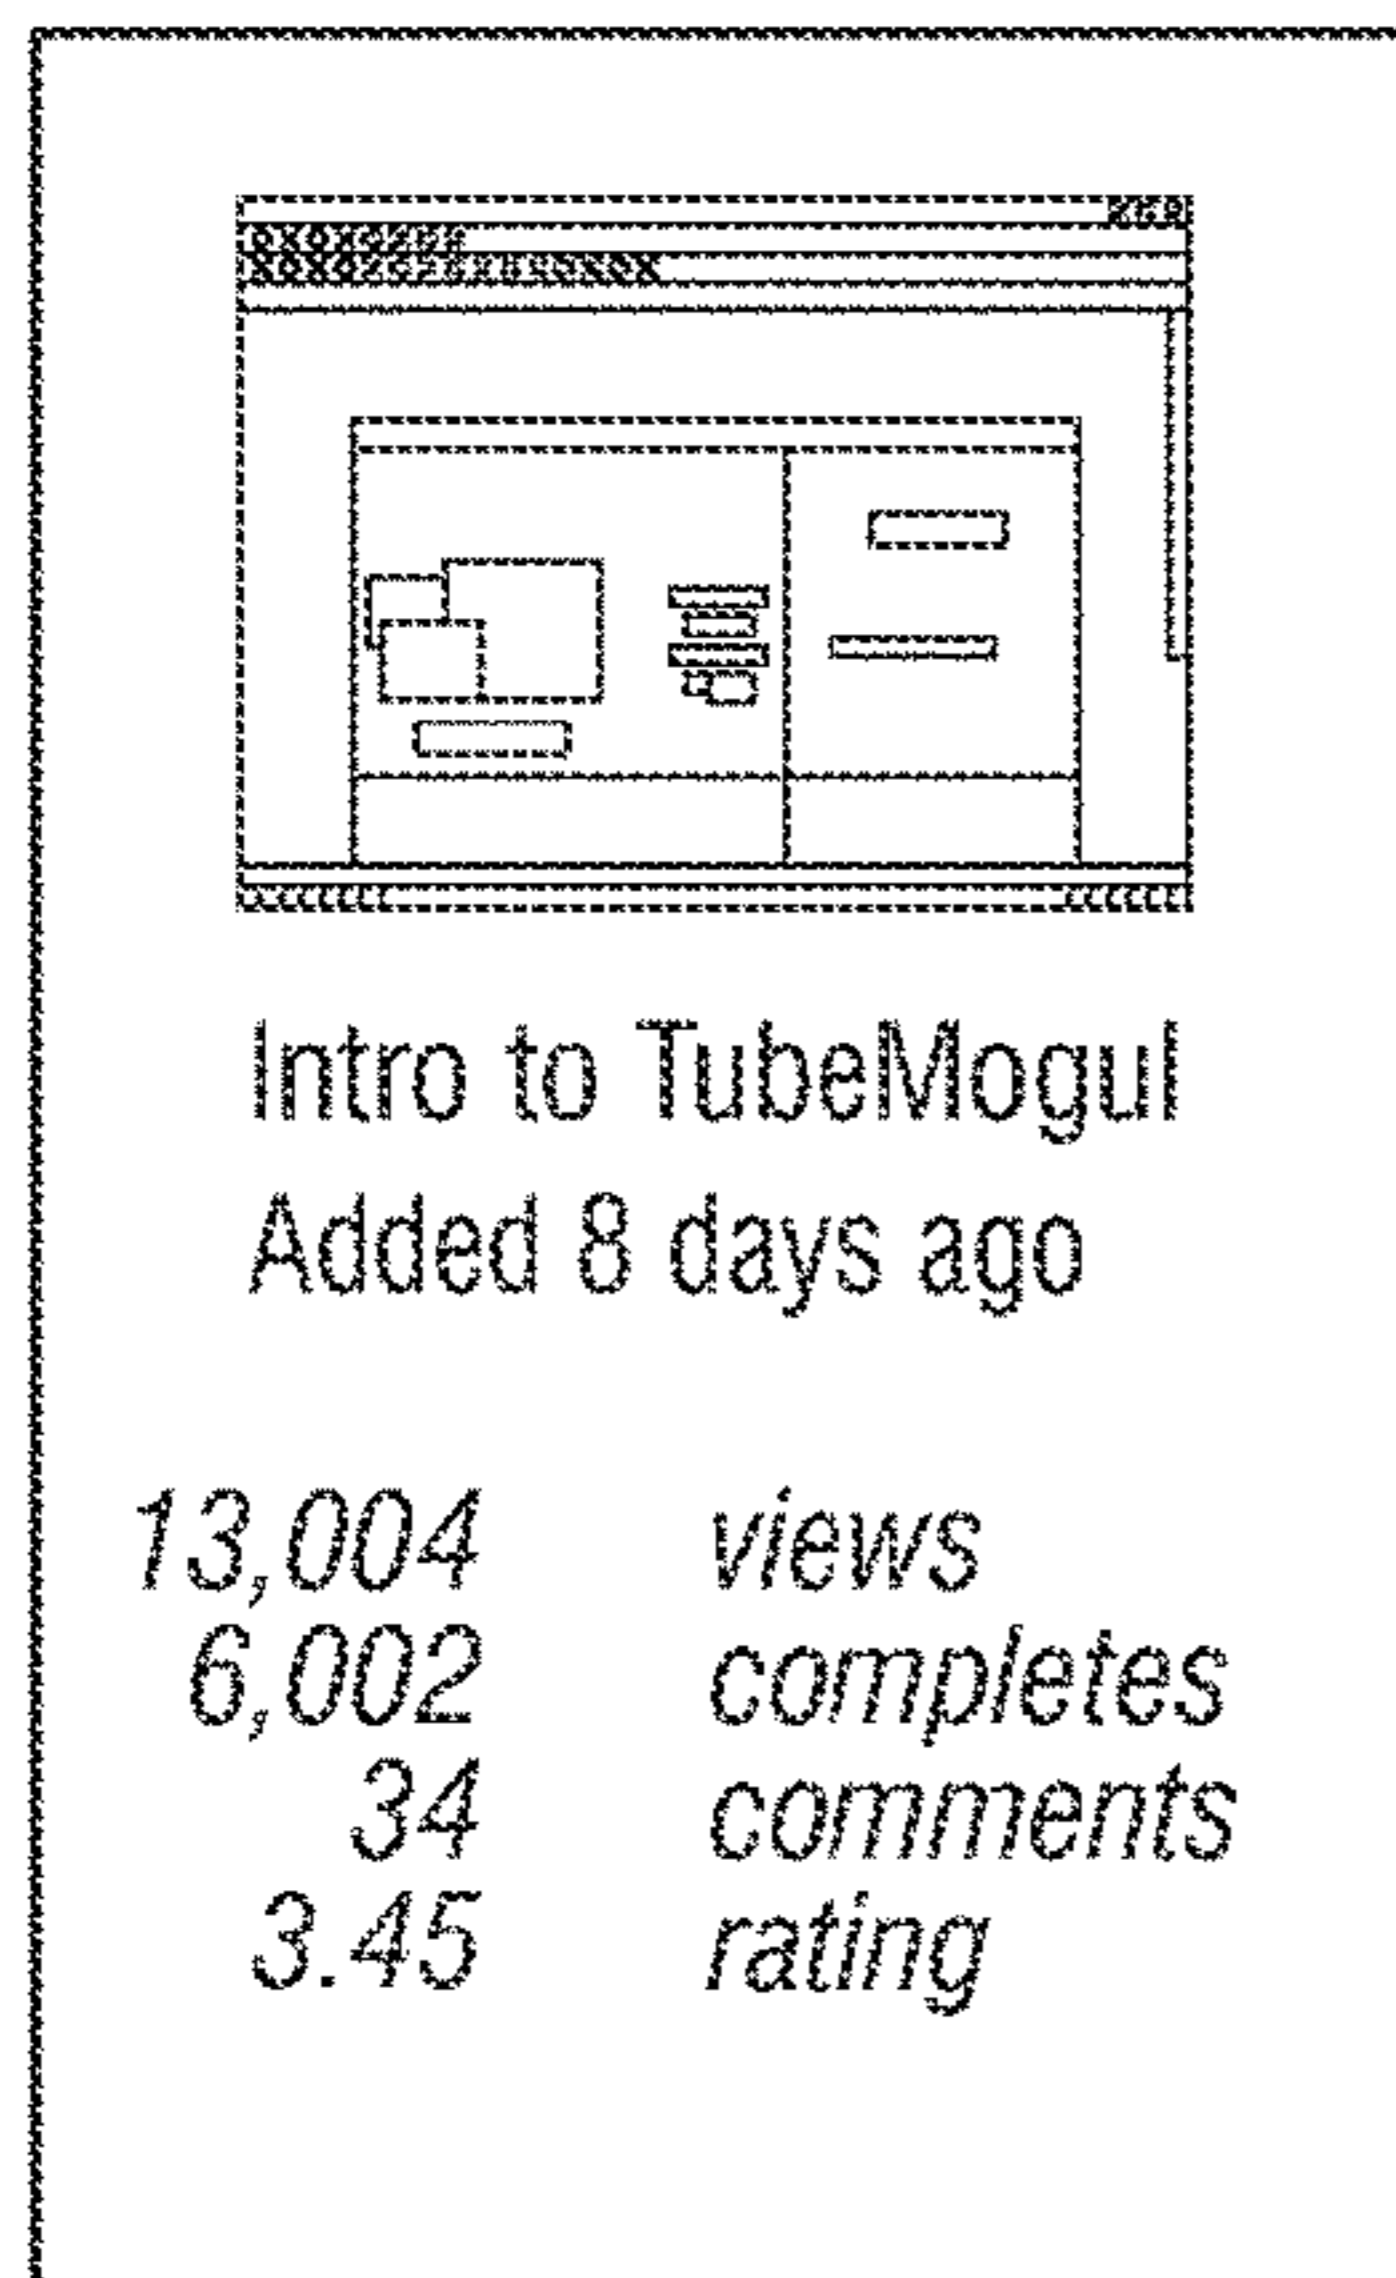 Intro to TubeMogul
Added 8 days ago
13,004 views
6,002 completes
34 comments
3.45 rating